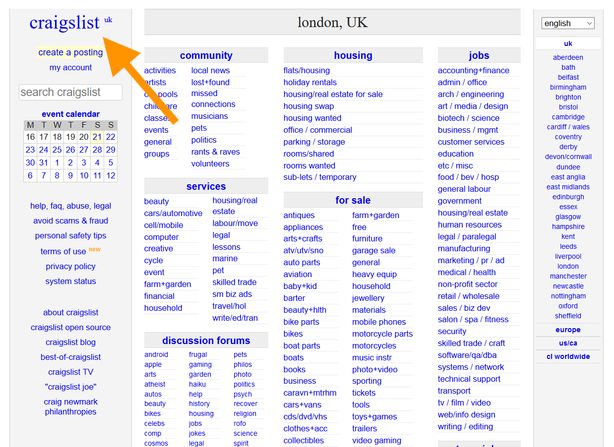 craigslist uk
create a posting
my account
search craigslist
event calendar
M T W T F S S
16 17 18 19 20 21 22
23 24 25 26 27 28 29
30 31 1 2 3 4 5
6 7 8 9 10 11 12
help, faq, abuse, legal
avoid scams & fraud
personal safety tips
terms of use new
privacy policy
system status
about craigslist
craigslist open source
craigslist blog
best-of-craigslist
craigslist TV
"craigslist joe"
craig newmark
philanthropies
london, UK
community
activities
artists
pools
childcare
classes
events
general
groups
local news
lost+found
missed
connections
musicians
pets
politics
rants & raves
volunteers
services
beauty
cars/automotive
cell/mobile
computer
creative
cycle
event
farm+garden
financial
household
housing/real
estate
labour/move
legal
lessons
marine
pet
skilled trade
sm biz ads
travel/hol
write/ed/tran
discussion forums
android
apple
arts
atheist
autos
beauty
bikes
celebs
comp
cosmos
frugal
gaming
garden
haiku
help
history
housing
jobs
jokes
legal
pets
philos
photo
politics
psych
recover
religion
rofo
science
spirit
housing
flats/housing
holiday rentals
housing/real estate for sale
housing swap
housing wanted
office / commercial
parking / storage
rooms/shared
rooms wanted
sub-lets / temporary
for sale
antiques
appliances
arts+crafts
atv/utv/sno
auto parts
aviation
baby+kid
barter
beauty+hlth
bike parts
bikes
boat parts
boats
books
business
caravn+mtrhm
cars+vans
cds/dvd/vhs
clothes+acc
collectibles
farm+garden
free
furniture
garage sale
general
heavy equip
household
jewellery
materials
mobile phones
motorcycle parts
motorcycles
music instr
photo+video
sporting
tickets
tools
toys+games
trailers
video gaming
jobs
accounting+finance
admin / office
arch / engineering
art / media / design
biotech / science
business / mgmt
customer services
education
etc / misc
food / bev / hosp
general labour
government
housing/real estate
human resources
legal / paralegal
manufacturing
marketing / pr / ad
medical / health
non-profit sector
retail / wholesale
sales / biz dev
salon / spa / fitness
security
skilled trade / craft
software/qa/dba
systems / network
technical support
transport
tv / film / video
web/info design
writing / editing
english
uk
aberdeen
bath
belfast
birmingham
brighton
bristol
cambridge
cardiff / wales
coventry
derby
devon/cornwall
dundee
east anglia
east midlands
edinburgh
essex
glasgow
hampshire
kent
leeds
liverpool
london
manchester
newcastle
nottingham
oxford
sheffield
europe
us/ca
cl worldwide